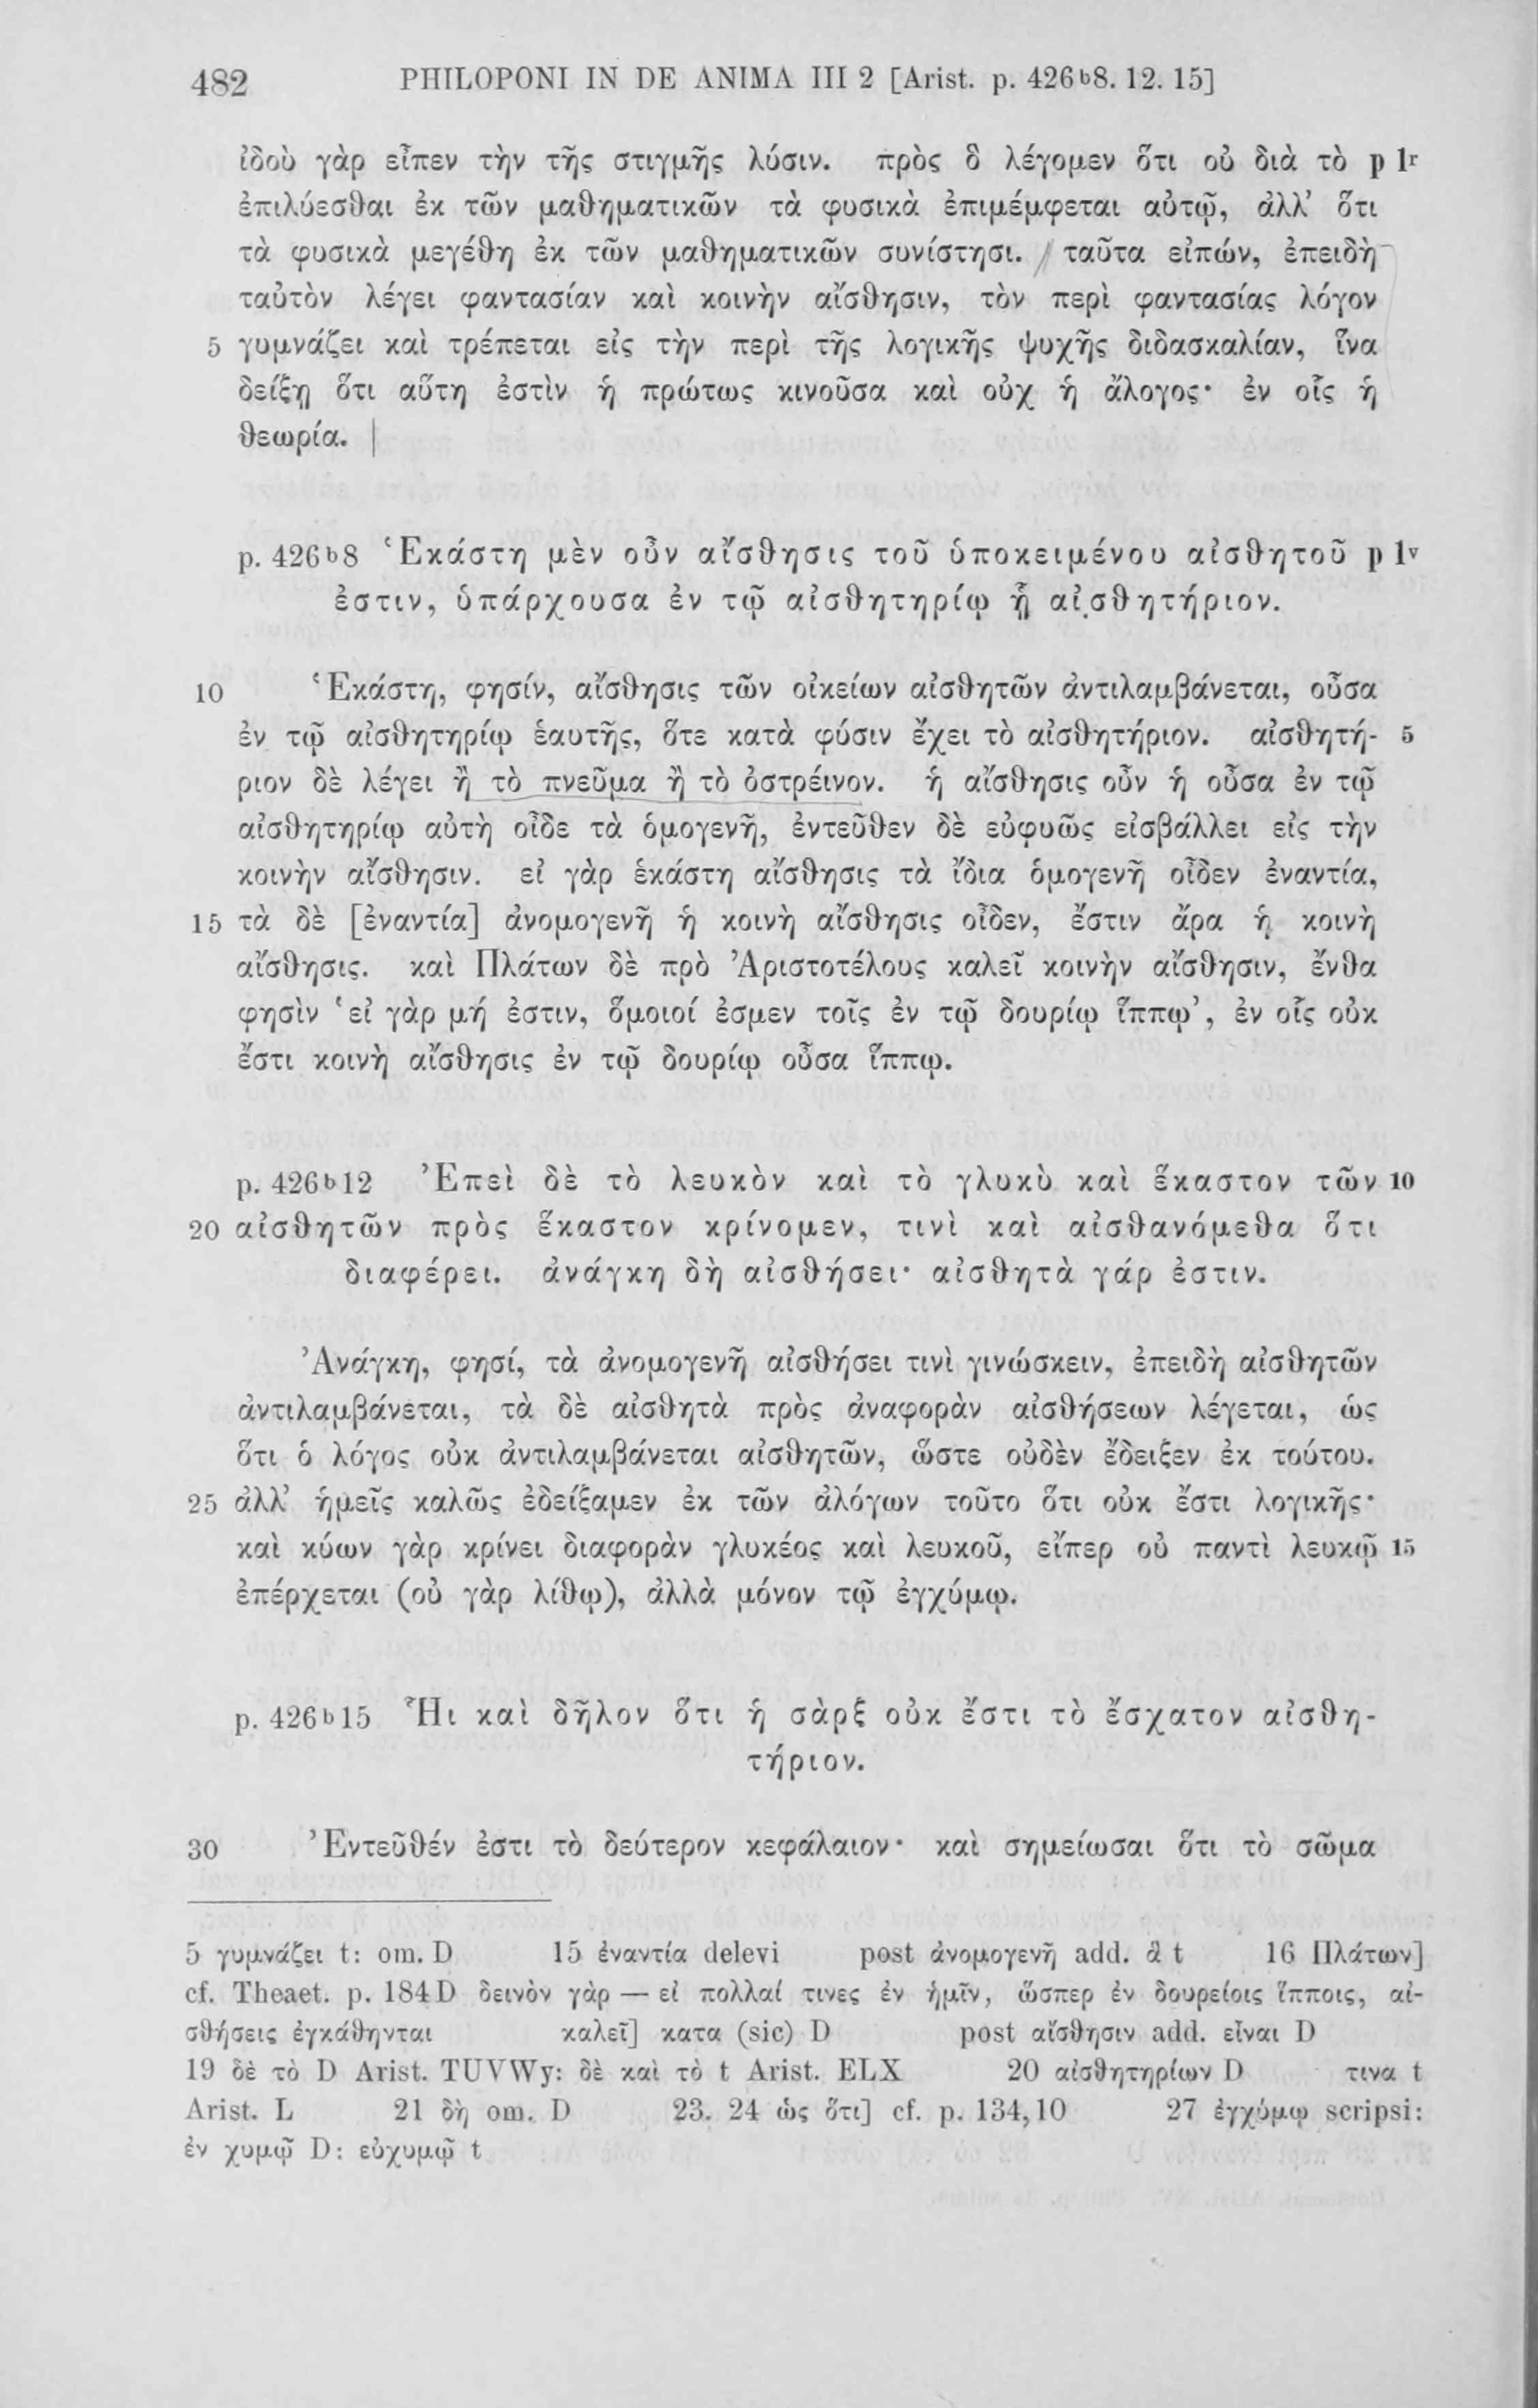 482 PHILOPONI IN DE ANIMA III 2 [Arist. p. 426ᵇ8. 12. 15]
ἰδοὺ γὰρ εἶπεν τὴν τῆς στιγμῆς λύσιν. πρὸς ὃ λέγομεν ὅτι οὐ διὰ τὸ p 1ʳ
ἐπιλύεσθαι ἐκ τῶν μαθηματικῶν τὰ φυσικὰ ἐπιμέμφεται αὐτῷ, ἀλλ’ ὅτι
τὰ φυσικὰ μεγέθη ἐκ τῶν μαθηματικῶν συνίστησι. / ταῦτα εἰπών, ἐπειδὴ
ταὐτὸν λέγει φαντασίαν καὶ κοινὴν αἴσθησιν, τὸν περὶ φαντασίας λόγον
5 γυμνάζει καὶ τρέπεται εἰς τὴν περὶ τῆς λογικῆς ψυχῆς διδασκαλίαν, ἵνα
δείξῃ ὅτι αὕτη ἐστὶν ἡ πρώτως κινοῦσα καὶ οὐχ ἡ ἄλογος· ἐν οἷς ἡ
θεωρία. |
p. 426ᵇ8 Ἑκάστη μὲν οὖν αἴσθησις τοῦ ὑποκειμένου αἰσθητοῦ p 1ᵛ
ἐστιν, ὑπάρχουσα ἐν τῷ αἰσθητηρίῳ ᾗ αἰσθητήριον.
10 Ἑκάστη, φησίν, αἴσθησις τῶν οἰκείων αἰσθητῶν ἀντιλαμβάνεται, οὖσα
ἐν τῷ αἰσθητηρίῳ ἑαυτῆς, ὅτε κατὰ φύσιν ἔχει τὸ αἰσθητήριον. αἰσθητή- 5
ριον δὲ λέγει ἢ τὸ πνεῦμα ἢ τὸ ὀστρέινον. ἡ αἴσθησις οὖν ἡ οὖσα ἐν τῷ
αἰσθητηρίῳ αὐτὴ οἶδε τὰ ὁμογενῆ, ἐντεῦθεν δὲ εὐφυῶς εἰσβάλλει εἰς τὴν
κοινὴν αἴσθησιν. εἰ γὰρ ἑκάστη αἴσθησις τὰ ἴδια ὁμογενῆ οἶδεν ἐναντία,
15 τὰ δὲ [ἐναντία] ἀνομογενῆ ἡ κοινὴ αἴσθησις οἶδεν, ἔστιν ἄρα ἡ κοινὴ
αἴσθησις. καὶ Πλάτων δὲ πρὸ Ἀριστοτέλους καλεῖ κοινὴν αἴσθησιν, ἔνθα
φησὶν ‘εἰ γὰρ μή ἐστιν, ὅμοιοί ἐσμεν τοῖς ἐν τῷ δουρίῳ ἵππῳ’, ἐν οἷς οὐκ
ἔστι κοινὴ αἴσθησις ἐν τῷ δουρίῳ οὖσα ἵππῳ.
p. 426ᵇ12 Ἐπεὶ δὲ τὸ λευκὸν καὶ τὸ γλυκὺ καὶ ἕκαστον τῶν 10
20 αἰσθητῶν πρὸς ἕκαστον κρίνομεν, τινὶ καὶ αἰσθανόμεθα ὅτι
διαφέρει. ἀνάγκη δὴ αἰσθήσει· αἰσθητὰ γάρ ἐστιν.
Ἀνάγκη, φησί, τὰ ἀνομογενῆ αἰσθήσει τινὶ γινώσκειν, ἐπειδὴ αἰσθητῶν
ἀντιλαμβάνεται, τὰ δὲ αἰσθητὰ πρὸς ἀναφορὰν αἰσθήσεων λέγεται, ὡς
ὅτι ὁ λόγος οὐκ ἀντιλαμβάνεται αἰσθητῶν, ὥστε οὐδὲν ἔδειξεν ἐκ τούτου.
25 ἀλλ’ ἡμεῖς καλῶς ἐδείξαμεν ἐκ τῶν ἀλόγων τοῦτο ὅτι οὐκ ἔστι λογικῆς·
καὶ κύων γὰρ κρίνει διαφορὰν γλυκέος καὶ λευκοῦ, εἴπερ οὐ παντὶ λευκῷ 15
ἐπέρχεται (οὐ γὰρ λίθῳ), ἀλλὰ μόνον τῷ ἐγχύμῳ.
p. 426ᵇ15 Ἧι καὶ δῆλον ὅτι ἡ σὰρξ οὐκ ἔστι τὸ ἔσχατον αἰσθη-
τήριον.
30 Ἐντεῦθέν ἐστι τὸ δεύτερον κεφάλαιον· καὶ σημείωσαι ὅτι τὸ σῶμα
5 γυμνάζει t: om. D 15 ἐναντία delevi post ἀνομογενῆ add. ἃ t 16 Πλάτων]
cf. Theaet. p. 184D δεινὸν γὰρ — εἰ πολλαί τινες ἐν ἡμῖν, ὥσπερ ἐν δουρείοις ἵπποις, αἰ-
σθήσεις ἐγκάθηνται καλεῖ] κατα (sic) D post αἴσθησιν add. εἶναι D
19 δὲ τὸ D Arist. TUVWy: δὲ καὶ τὸ t Arist. ELX 20 αἰσθητηρίων D τινα t
Arist. L 21 δὴ om. D 23. 24 ὡς ὅτι] cf. p. 134,10 27 ἐγχύμῳ scripsi:
ἐν χυμῷ D: εὐχυμῷ t